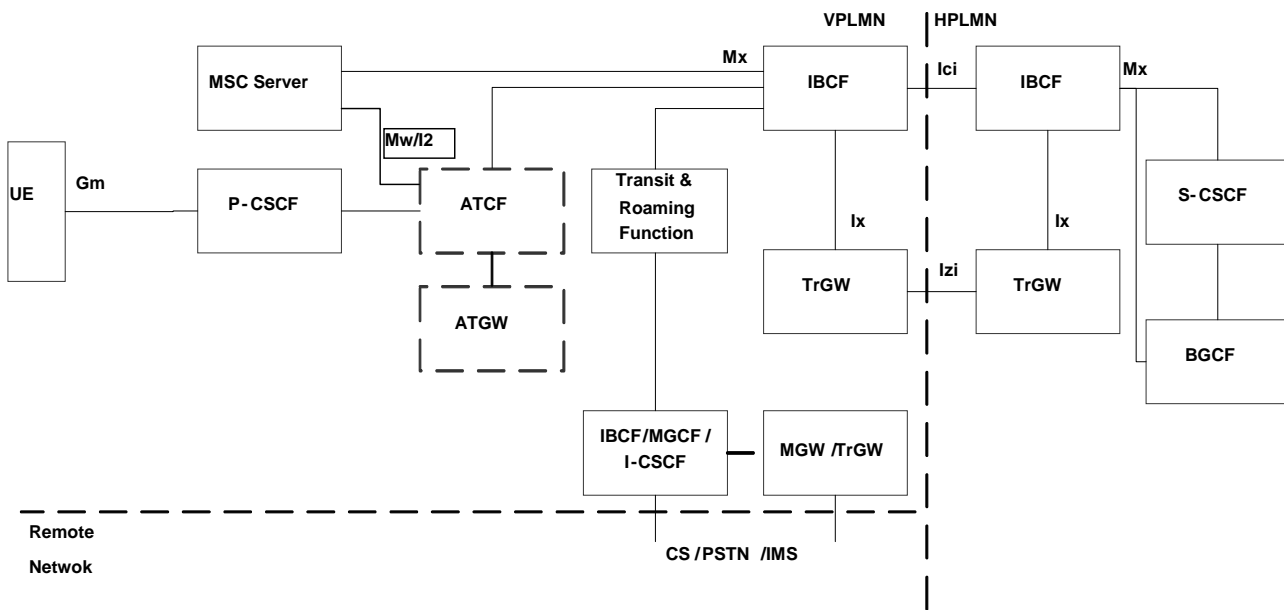 VPLMN
HPLMN
MSC Server
Mx
IBCF
Ici
IBCF
Mx
Mw/I2
UE
Gm
P-CSCF
ATCF
Transit &
Roaming
Function
S-CSCF
Ix
Ix
TrGW
Izi
TrGW
ATGW
BGCF
IBCF/MGCF /
I-CSCF
MGW /TrGW
Remote
Netwok
CS /PSTN /IMS